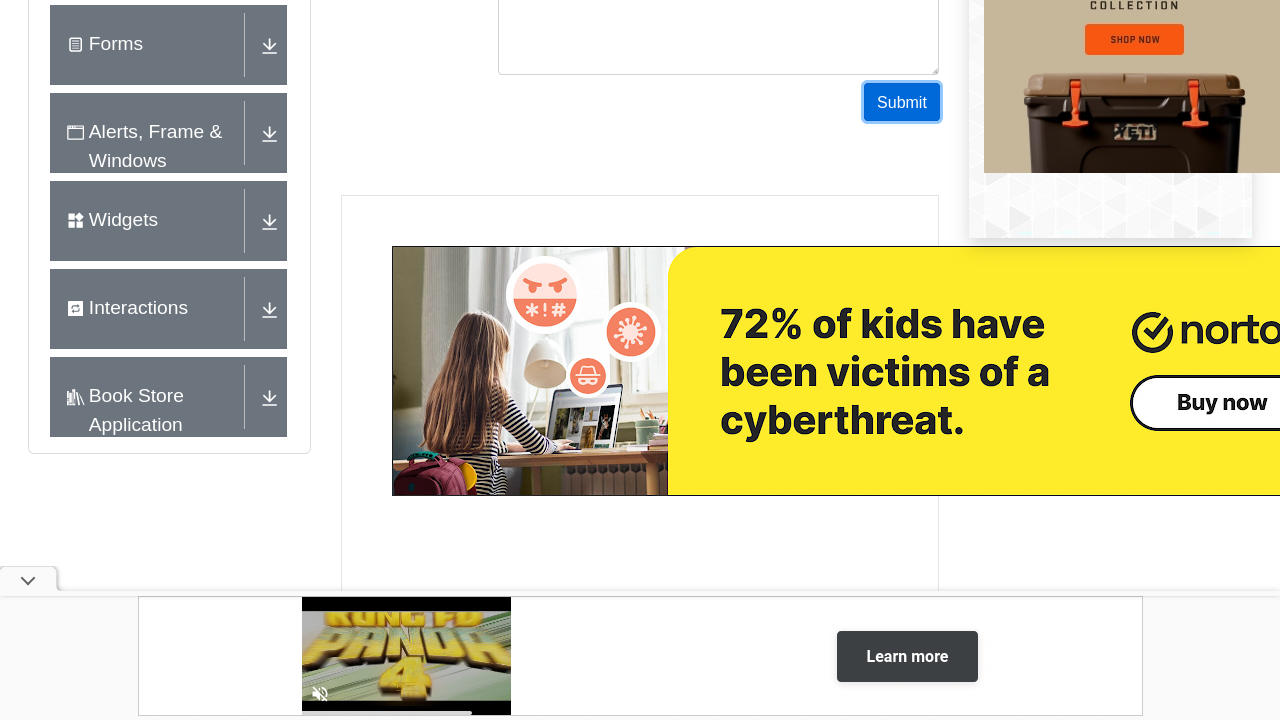 Forms
Alerts, Frame &
Windows
Widgets
Interactions
Book Store
Application
Submit
COLLECTION
SHOP NOW
YETI
*!#
72% of kids have
been victims of a
cyberthreat.
norto
Buy now
KUNG FU
PANDA
4
Learn more